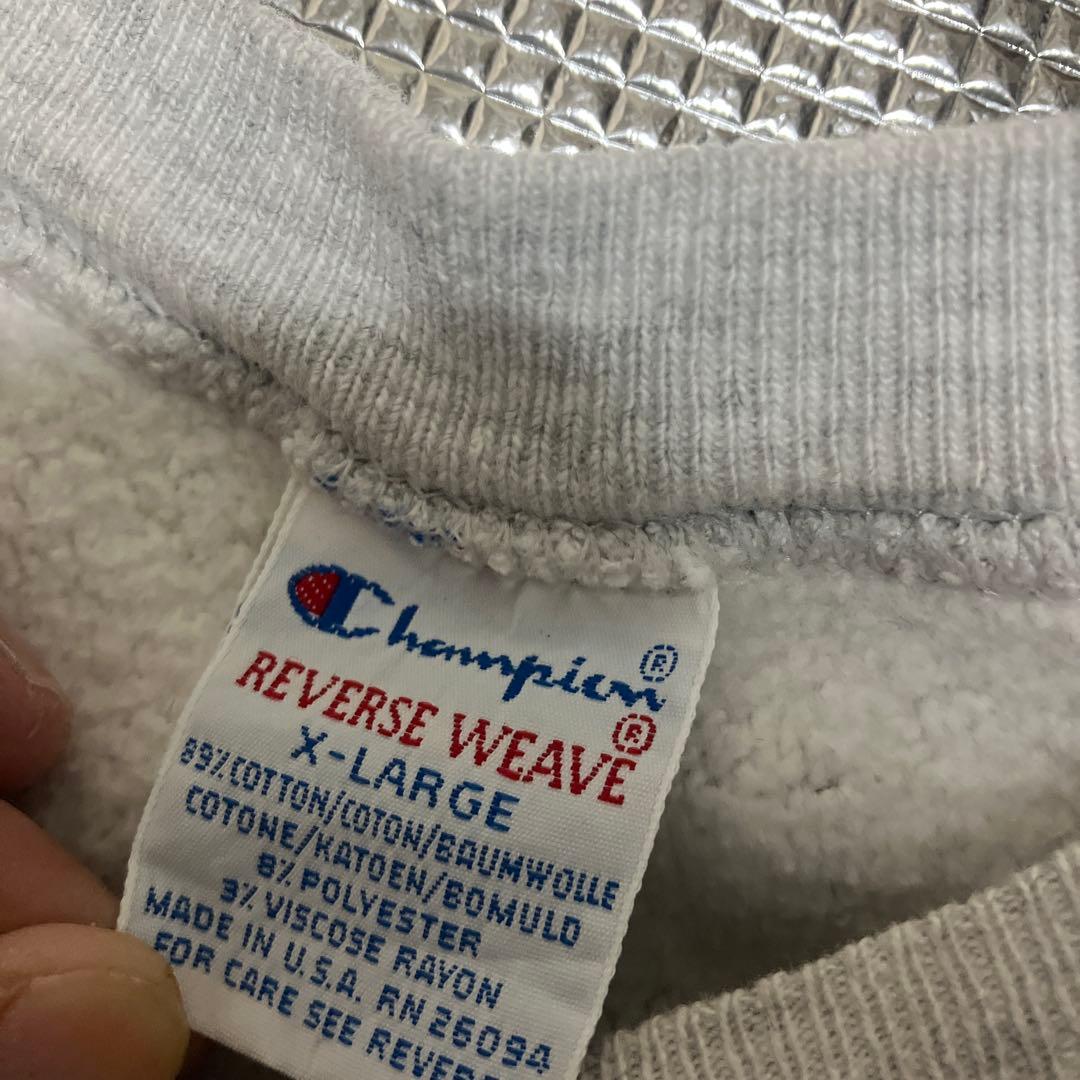 Champion®
REVERSE WEAVE®
X-LARGE
89%COTTON/COTON/BAUMWOLLE
COTONE/KATOEN/BOMULD
8% POLYESTER
3% VISCOSE RAYON
MADE IN U.S.A. RN 26094
FOR CARE SEE REVERSE